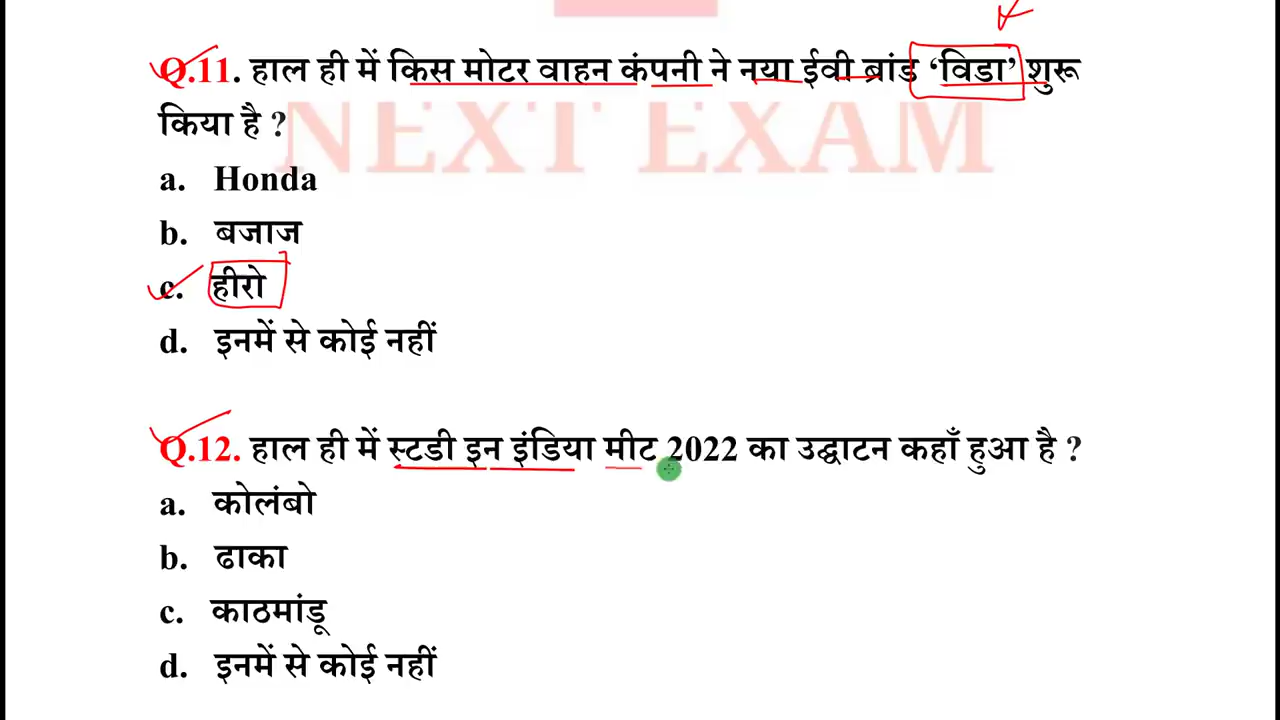 Q.11. हाल ही में किस मोटर वाहन कंपनी ने नया ईवी ब्रांड ‘विडा’ शुरू
किया है ?
NEXT EXAM
a. Honda
b. बजाज
c. हीरो
d. इनमें से कोई नहीं
Q.12. हाल ही में स्टडी इन इंडिया मीट 2022 का उद्घाटन कहाँ हुआ है ?
a. कोलंबो
b. ढाका
c. काठमांडू
d. इनमें से कोई नहीं